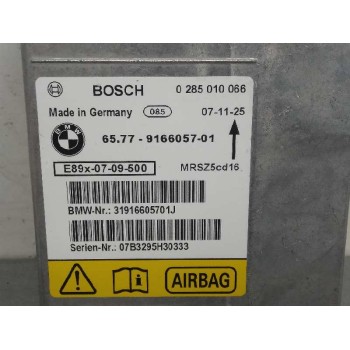 BOSCH 0 285 010 066
Made in Germany 085 07-11-25
BMW
65.77 - 9166057-01
E89x-07-09-500 MRSZ5cd16
BMW-Nr.: 31916605701J
Serien-Nr.: 07B3295H30333
AIRBAG